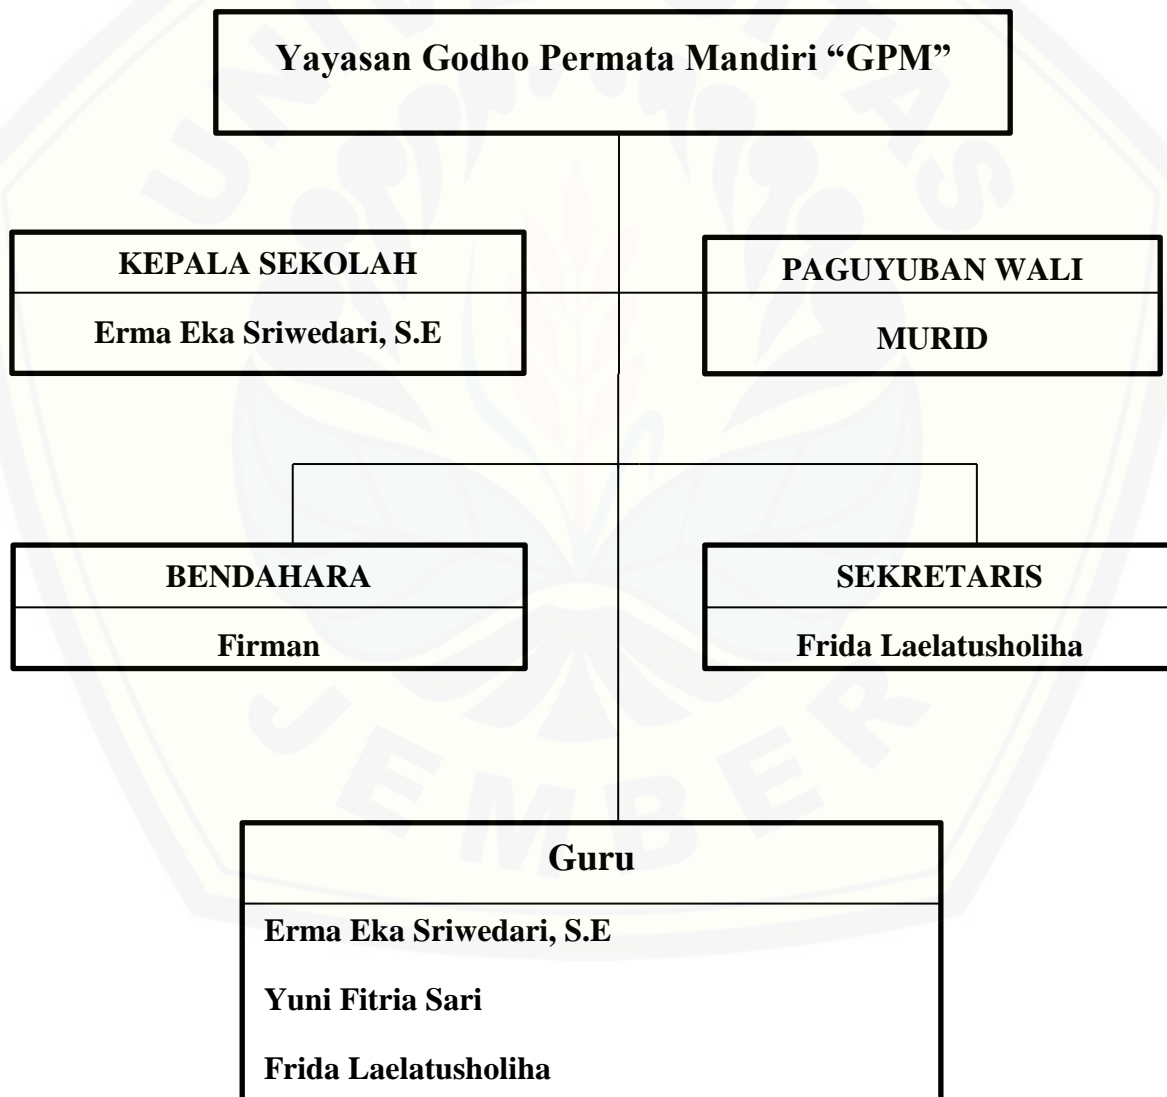 Yayasan Godho Permata Mandiri “GPM”
KEPALA SEKOLAH
Erma Eka Sriwedari, S.E
PAGUYUBAN WALI
MURID
BENDAHARA
Firman
SEKRETARIS
Frida Laelatusholiha
Guru
Erma Eka Sriwedari, S.E
Yuni Fitria Sari
Frida Laelatusholiha
JEMBER